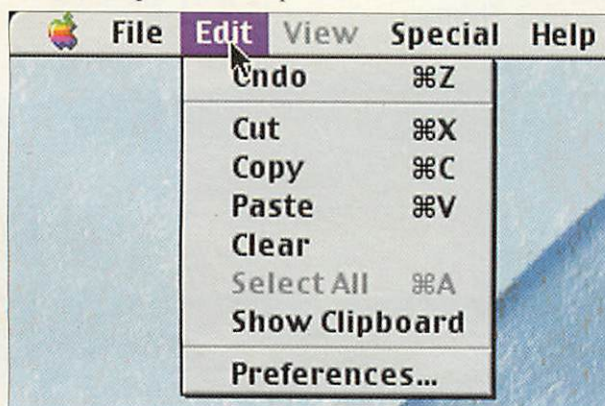 File Edit View Special Help
Undo ⌘Z
Cut ⌘X
Copy ⌘C
Paste ⌘V
Clear
Select All ⌘A
Show Clipboard
Preferences...